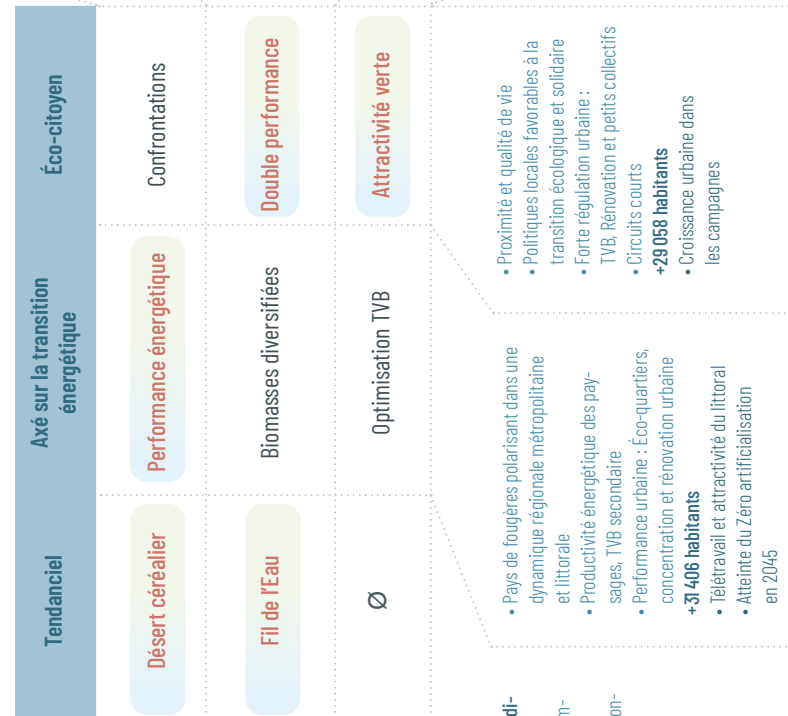 Tendanciel
Axé sur la transition
énergétique
Éco-citoyen
Désert céréalier
Performance énergétique
Confrontations
Fil de l'Eau
Biomasses diversifiées
Double performance
Ø
Optimisation TVB
Attractivité verte
di-
m-
on-
• Pays de fougères polarisant dans une
dynamique régionale métropolitaine
et littorale
• Productivité énergétique des pay-
sages, TVB secondaire
• Performance urbaine : Éco-quartiers,
concentration et rénovation urbaine
+31 406 habitants
• Télétravail et attractivité du littoral
• Atteinte du Zéro artificialisation
en 2045
• Proximité et qualité de vie
• Politiques locales favorables à la
transition écologique et solidaire
• Forte régulation urbaine :
TVB, Rénovation et petits collectifs
• Circuits courts
+29 058 habitants
• Croissance urbaine dans
les campagnes